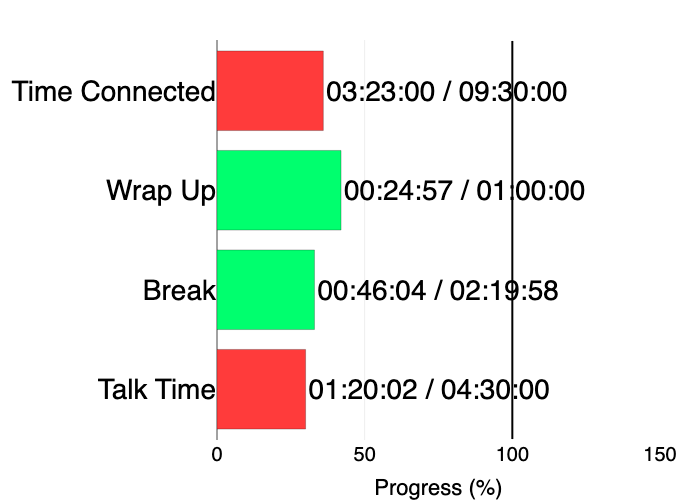 Time Connected 03:23:00 / 09:30:00
Wrap Up 00:24:57 / 01:00:00
Break 00:46:04 / 02:19:58
Talk Time 01:20:02 / 04:30:00
0 50 100 150
Progress (%)